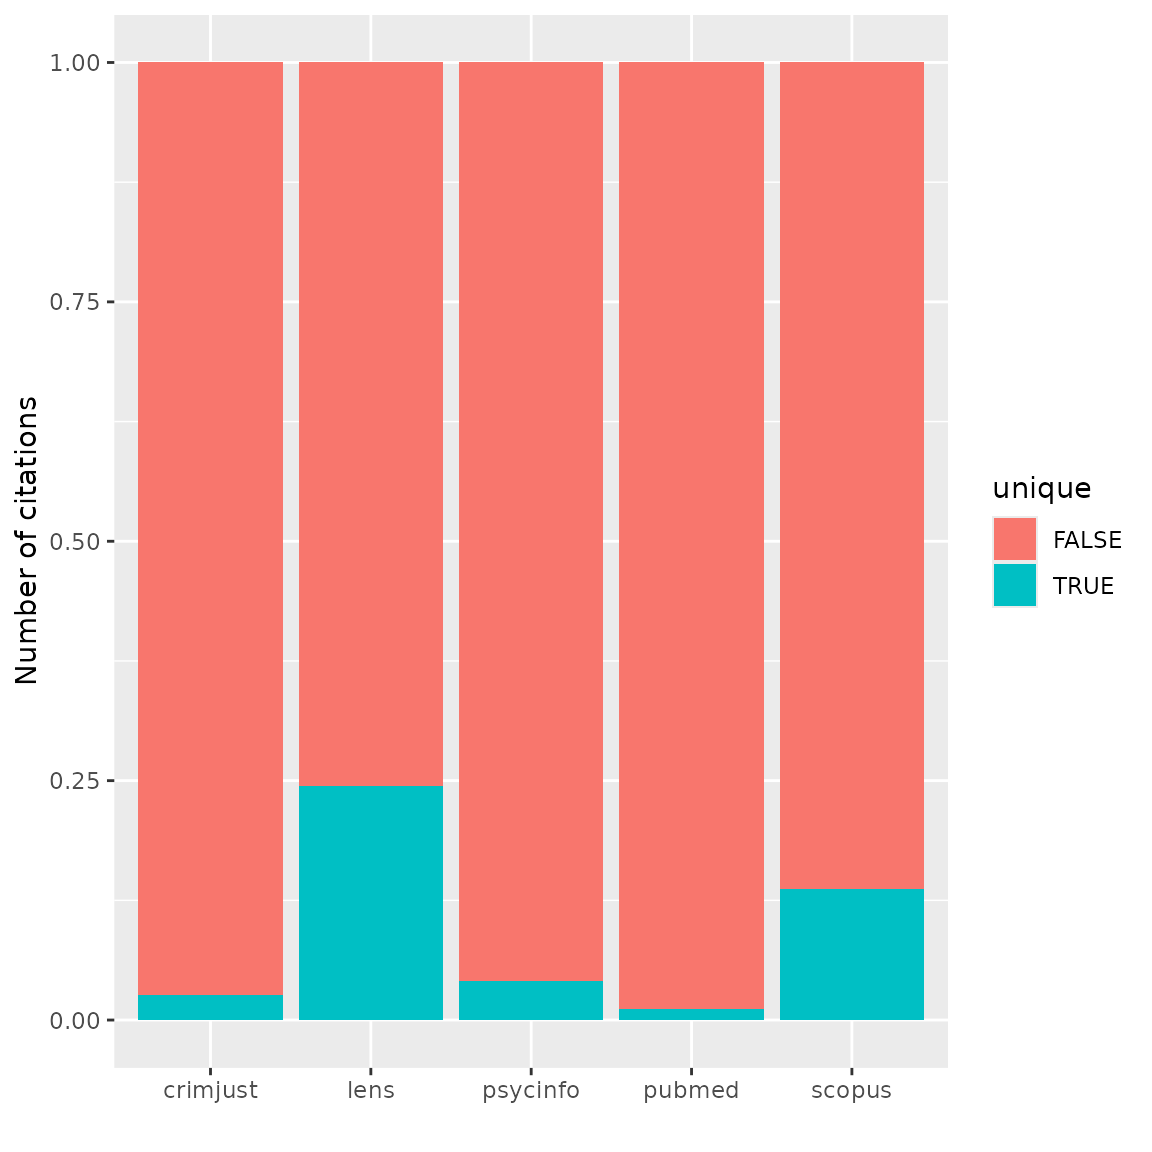 Number of citations
1.00
0.75
0.50
0.25
0.00
crimjust lens psycinfo pubmed scopus
unique
FALSE
TRUE